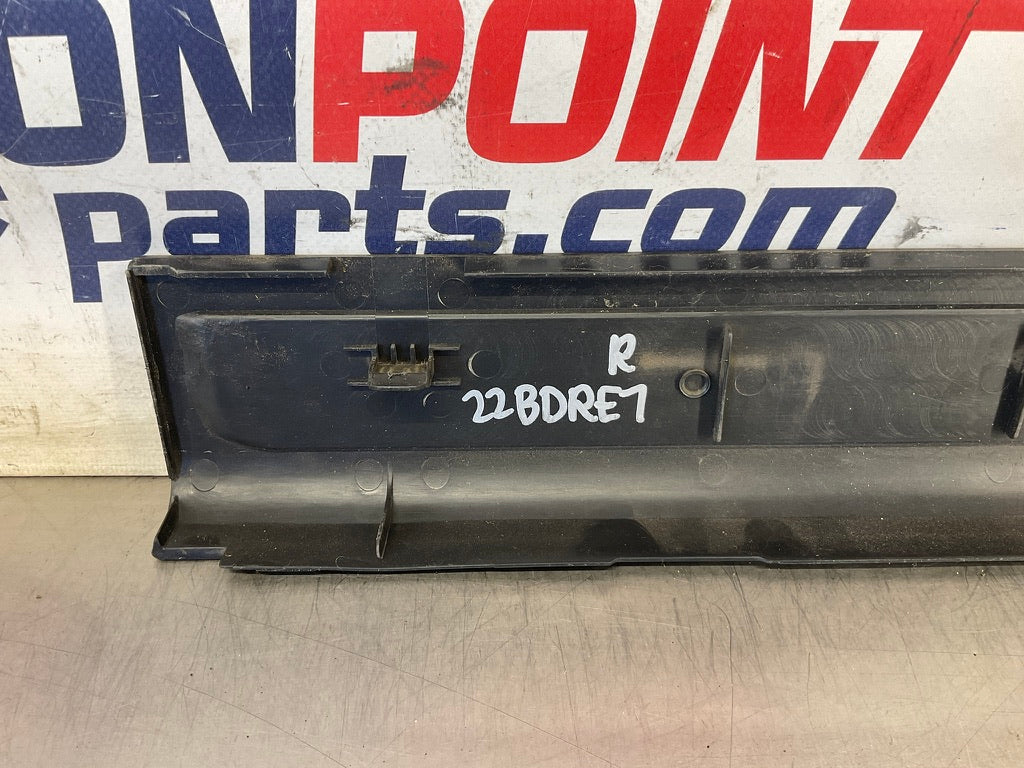 ONPOINT
parts.com
R
22BDRE7